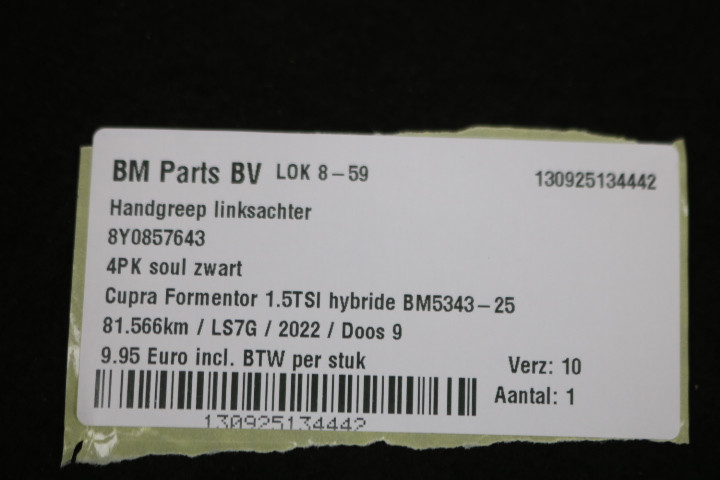 BM Parts BV LOK 8-59 130925134442
Handgreep linksachter
8Y0857643
4PK soul zwart
Cupra Formentor 1.5TSI hybride BM5343-25
81.566km / LS7G / 2022 / Doos 9
9.95 Euro incl. BTW per stuk Verz: 10
Aantal: 1
130925134442